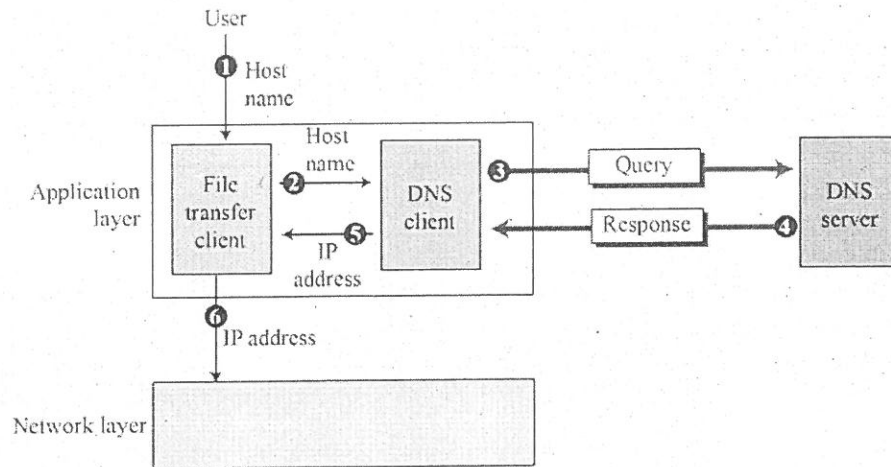 User
1
Host
name
Application
layer
File
transfer
client
Host
name
2
5
IP
address
DNS
client
3
Query
Response
4
DNS
server
6
IP address
Network layer